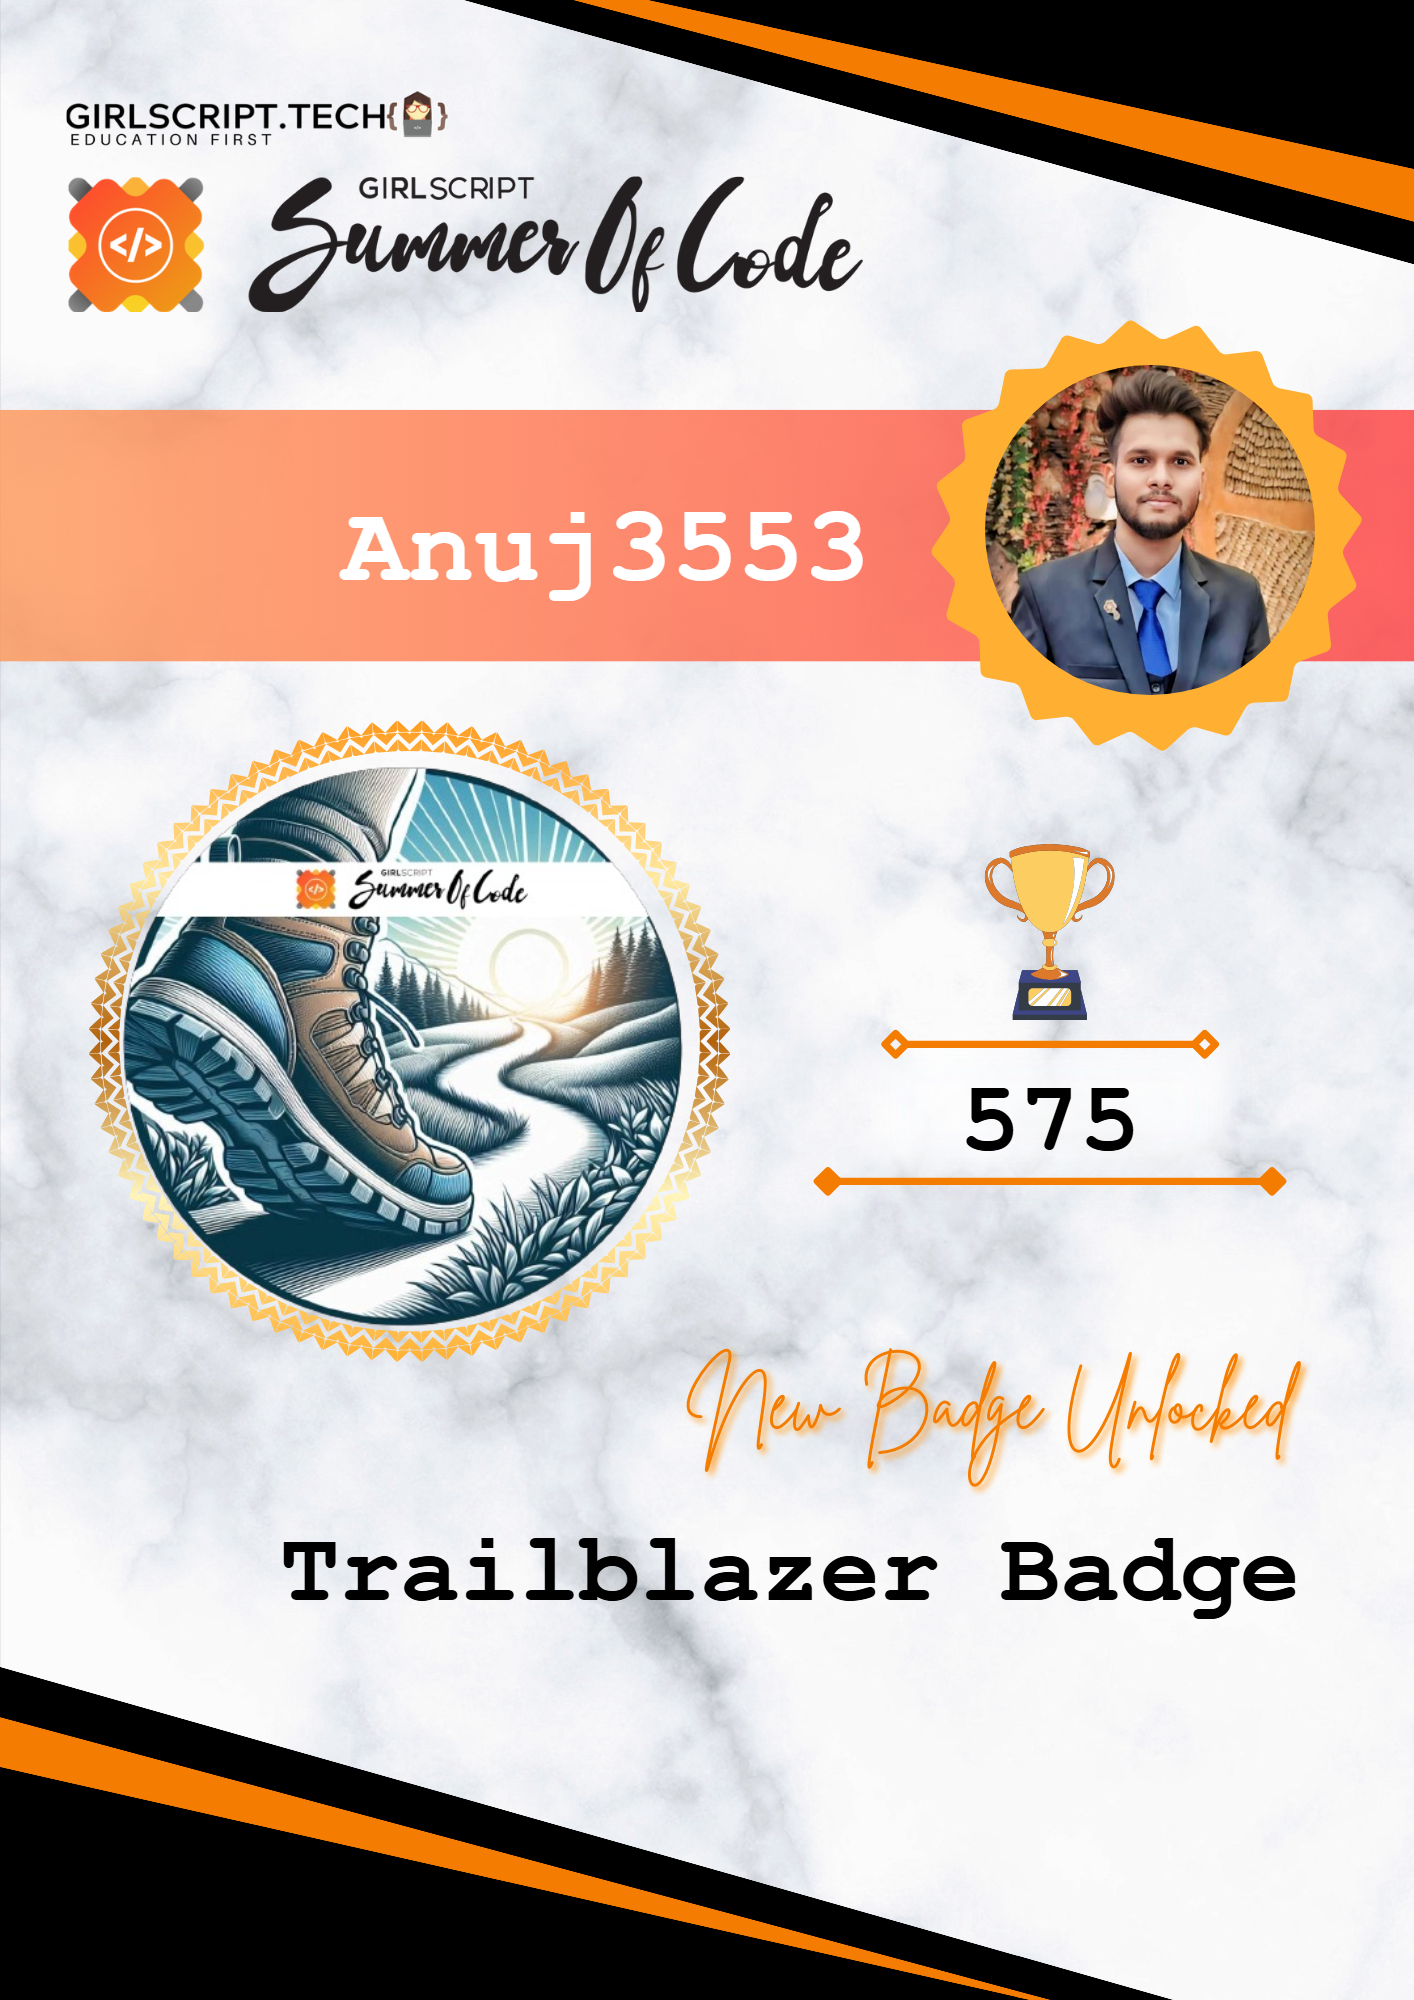 GIRLSCRIPT.TECH{ }
EDUCATION FIRST
GIRLSCRIPT
Summer Of Code
</>
Anuj3553
GIRLSCRIPT
Summer Of Code
</>
575
New Badge Unlocked
Trailblazer Badge